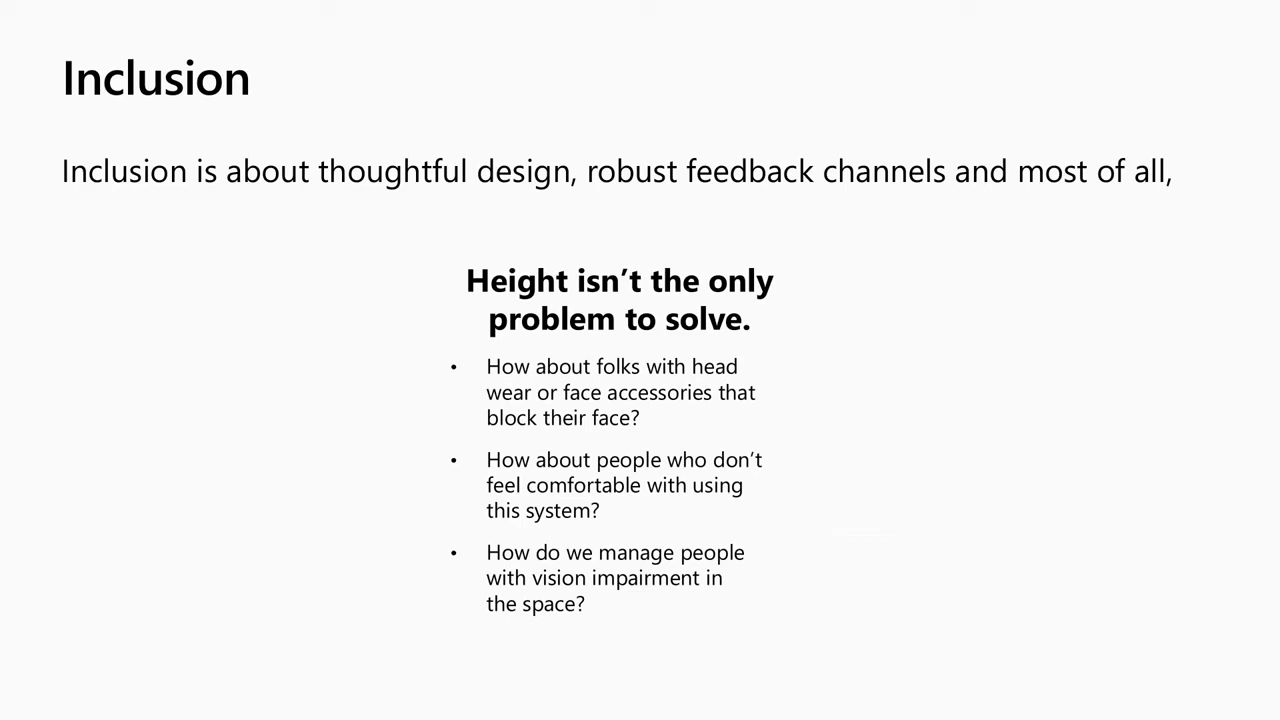 Inclusion
Inclusion is about thoughtful design, robust feedback channels and most of all,
Height isn’t the only
problem to solve.
• How about folks with head
wear or face accessories that
block their face?
• How about people who don’t
feel comfortable with using
this system?
• How do we manage people
with vision impairment in
the space?